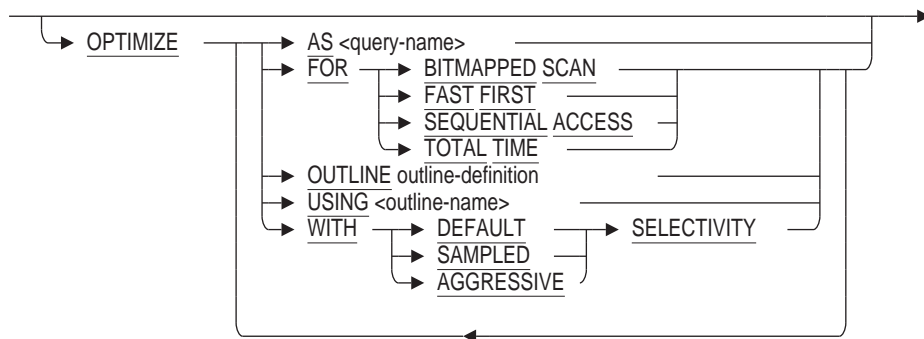 OPTIMIZE AS <query-name>
FOR BITMAPPED SCAN
FAST FIRST
SEQUENTIAL ACCESS
TOTAL TIME
OUTLINE outline-definition
USING <outline-name>
WITH DEFAULT SELECTIVITY
SAMPLED
AGGRESSIVE